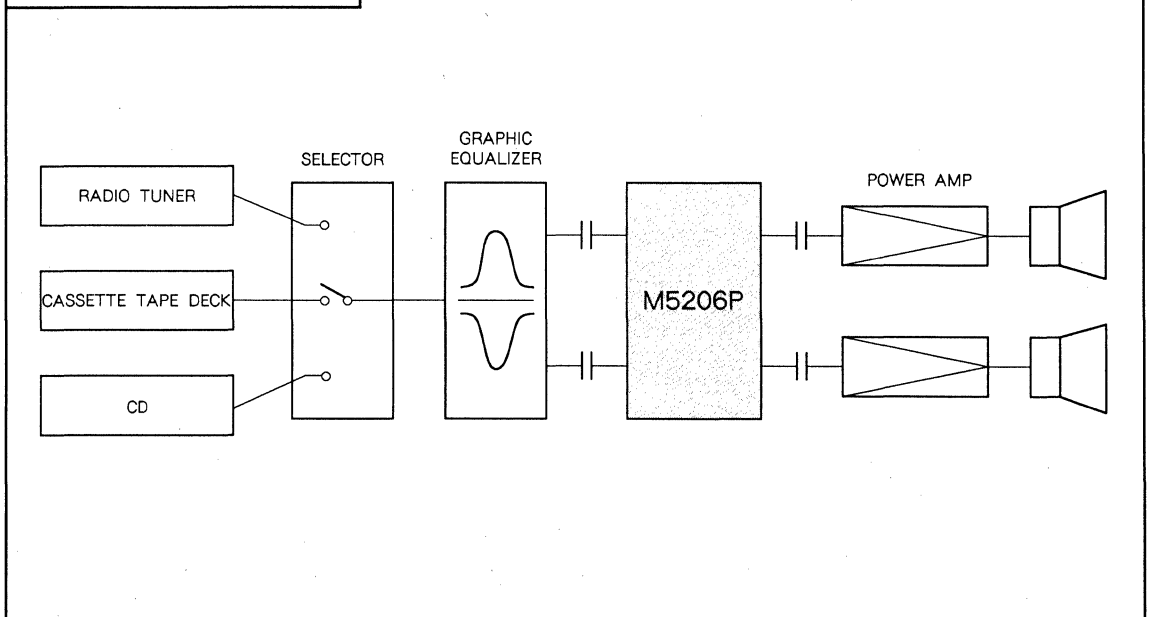 SELECTOR
GRAPHIC
EQUALIZER
POWER AMP
RADIO TUNER
CASSETTE TAPE DECK
CD
M5206P